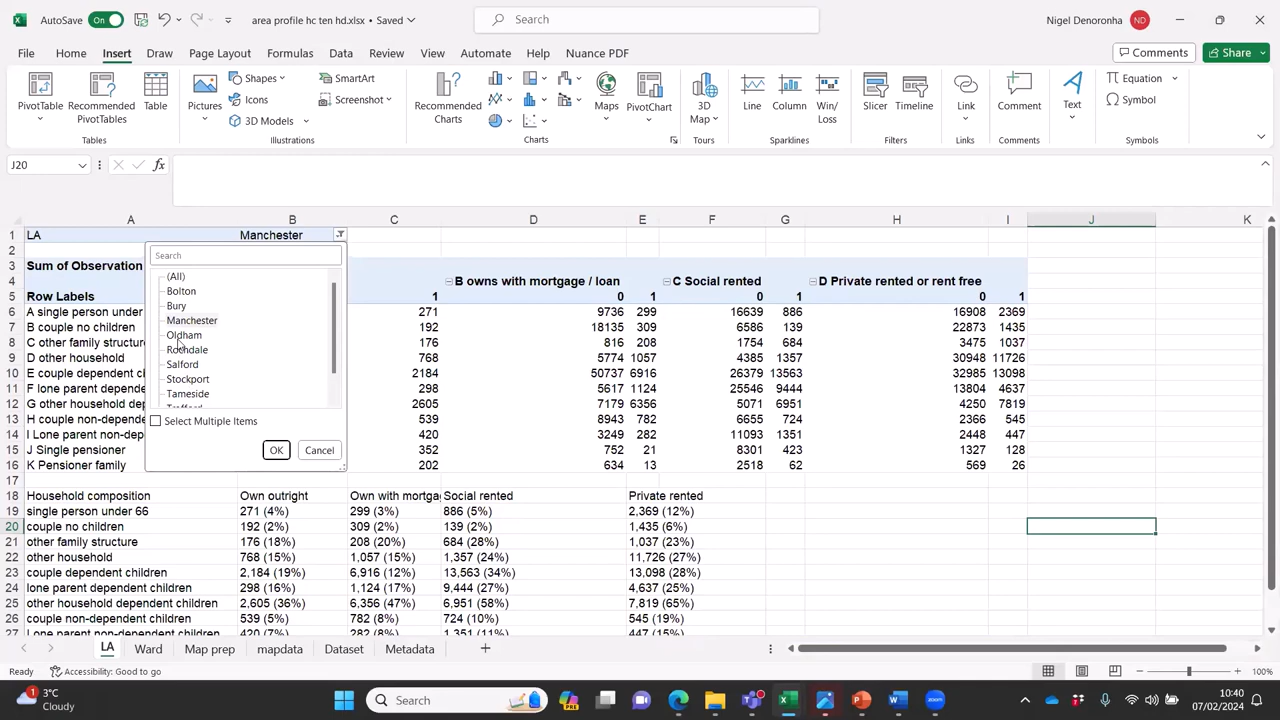 AutoSave On area profile hc ten hd.xlsx • Saved Search Nigel Denoronha ND
File Home Insert Draw Page Layout Formulas Data Review View Automate Help Nuance PDF Comments Share
PivotTable Recommended PivotTables Table Pictures Shapes Icons 3D Models SmartArt Screenshot Recommended Charts Maps PivotChart 3D Map Line Column Win/Loss Slicer Timeline Link Comment Text Equation Symbol
Tables Illustrations Charts Tours Sparklines Filters Links Comments Symbols
J20 fx
A B C D E F G H I J K
1 LA Manchester
2 Search
3 Sum of Observation
(All)
4 Bolton B owns with mortgage / loan C Social rented D Private rented or rent free
5 Row Labels 1 0 1 0 1 0 1
Bury
6 A single person under 271 9736 299 16639 886 16908 2369
7 B couple no children Manchester 192 18135 309 6586 139 22873 1435
8 C other family structure Oldham 176 816 208 1754 684 3475 1037
9 D other household Rochdale 768 5774 1057 4385 1357 30948 11726
10 E couple dependent chi Salford 2184 50737 6916 26379 13563 32985 13098
11 F lone parent dependent Stockport 298 5617 1124 25546 9444 13804 4637
12 G other household dep Tameside 2605 7179 6356 5071 6951 4250 7819
Trafford
13 H couple non-depender Select Multiple Items 539 8943 782 6655 724 2366 545
14 I Lone parent non-dep 420 3249 282 11093 1351 2448 447
15 J Single pensioner OK Cancel 352 752 21 8301 423 1327 128
16 K Pensioner family 202 634 13 2518 62 569 26
17
18 Household composition Own outright Own with mortga Social rented Private rented
19 single person under 66 271 (4%) 299 (3%) 886 (5%) 2,369 (12%)
20 couple no children 192 (2%) 309 (2%) 139 (2%) 1,435 (6%)
21 other family structure 176 (18%) 208 (20%) 684 (28%) 1,037 (23%)
22 other household 768 (15%) 1,057 (15%) 1,357 (24%) 11,726 (27%)
23 couple dependent children 2,184 (19%) 6,916 (12%) 13,563 (34%) 13,098 (28%)
24 lone parent dependent children 298 (16%) 1,124 (17%) 9,444 (27%) 4,637 (25%)
25 other household dependent children 2,605 (36%) 6,356 (47%) 6,951 (58%) 7,819 (65%)
26 couple non-dependent children 539 (5%) 782 (8%) 724 (10%) 545 (19%)
27 Lone parent non-dependent children 420 (7%) 282 (8%) 1,351 (11%) 447 (15%)
LA Ward Map prep mapdata Dataset Metadata
Ready Accessibility: Good to go 100%
1 3°C Search 10:40
Cloudy 07/02/2024